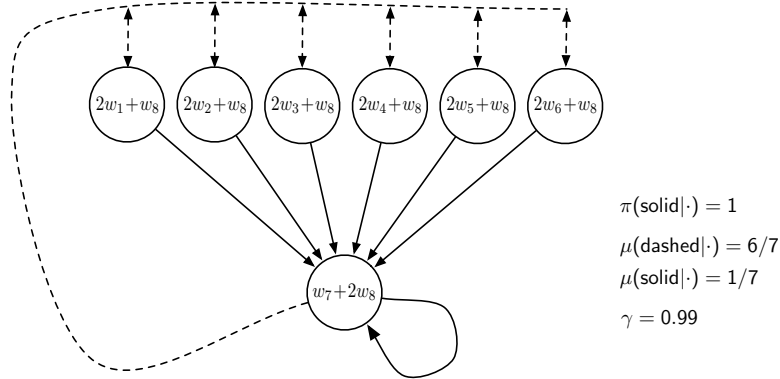 2w₁+w₈ 2w₂+w₈ 2w₃+w₈ 2w₄+w₈ 2w₅+w₈ 2w₆+w₈
π(solid|·) = 1
μ(dashed|·) = 6/7
μ(solid|·) = 1/7
w₇+2w₈
γ = 0.99